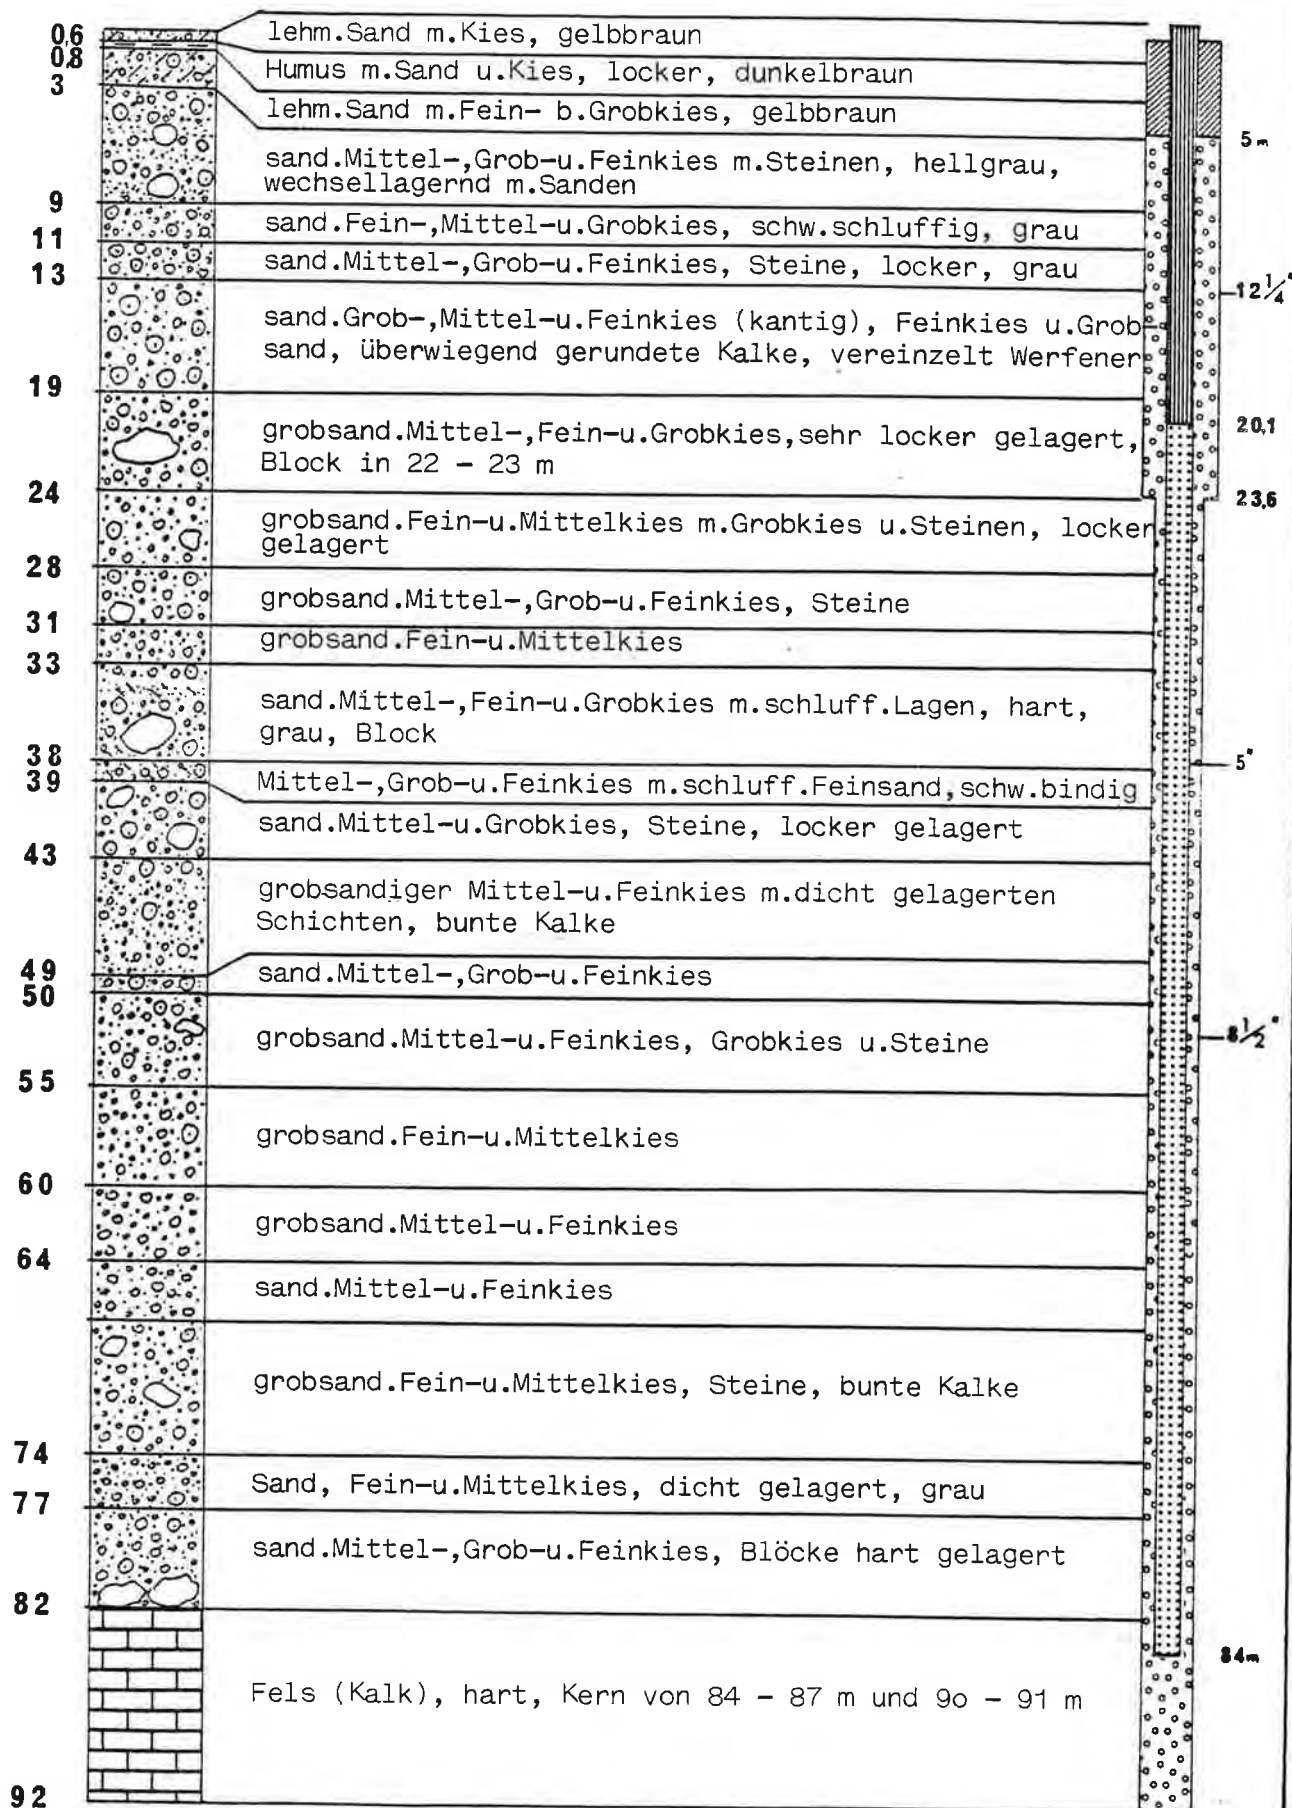 0,6
lehm.Sand m.Kies, gelbbraun
0,8
Humus m.Sand u.Kies, locker, dunkelbraun
3
lehm.Sand m.Fein- b.Grobkies, gelbbraun
5m
sand.Mittel-,Grob-u.Feinkies m.Steinen, hellgrau,
wechsellagernd m.Sanden
9
sand.Fein-,Mittel-u.Grobkies, schw.schluffig, grau
11
sand.Mittel-,Grob-u.Feinkies, Steine, locker, grau
13
12 1/4"
sand.Grob-,Mittel-u.Feinkies (kantig), Feinkies u.Grob-
sand, überwiegend gerundete Kalke, vereinzelt Werfener
19
20,1
grobsand.Mittel-,Fein-u.Grobkies,sehr locker gelagert,
Block in 22 - 23 m
24
23,6
grobsand.Fein-u.Mittelkies m.Grobkies u.Steinen, locker
gelagert
28
grobsand.Mittel-,Grob-u.Feinkies, Steine
31
grobsand.Fein-u.Mittelkies
33
sand.Mittel-,Fein-u.Grobkies m.schluff.Lagen, hart,
grau, Block
38
5"
39
Mittel-,Grob-u.Feinkies m.schluff.Feinsand,schw.bindig
sand.Mittel-u.Grobkies, Steine, locker gelagert
43
grobsandiger Mittel-u.Feinkies m.dicht gelagerten
Schichten, bunte Kalke
49
sand.Mittel-,Grob-u.Feinkies
50
grobsand.Mittel-u.Feinkies, Grobkies u.Steine
8 1/2"
55
grobsand.Fein-u.Mittelkies
60
grobsand.Mittel-u.Feinkies
64
sand.Mittel-u.Feinkies
grobsand.Fein-u.Mittelkies, Steine, bunte Kalke
74
Sand, Fein-u.Mittelkies, dicht gelagert, grau
77
sand.Mittel-,Grob-u.Feinkies, Blöcke hart gelagert
82
84m
Fels (Kalk), hart, Kern von 84 - 87 m und 9o - 91 m
92